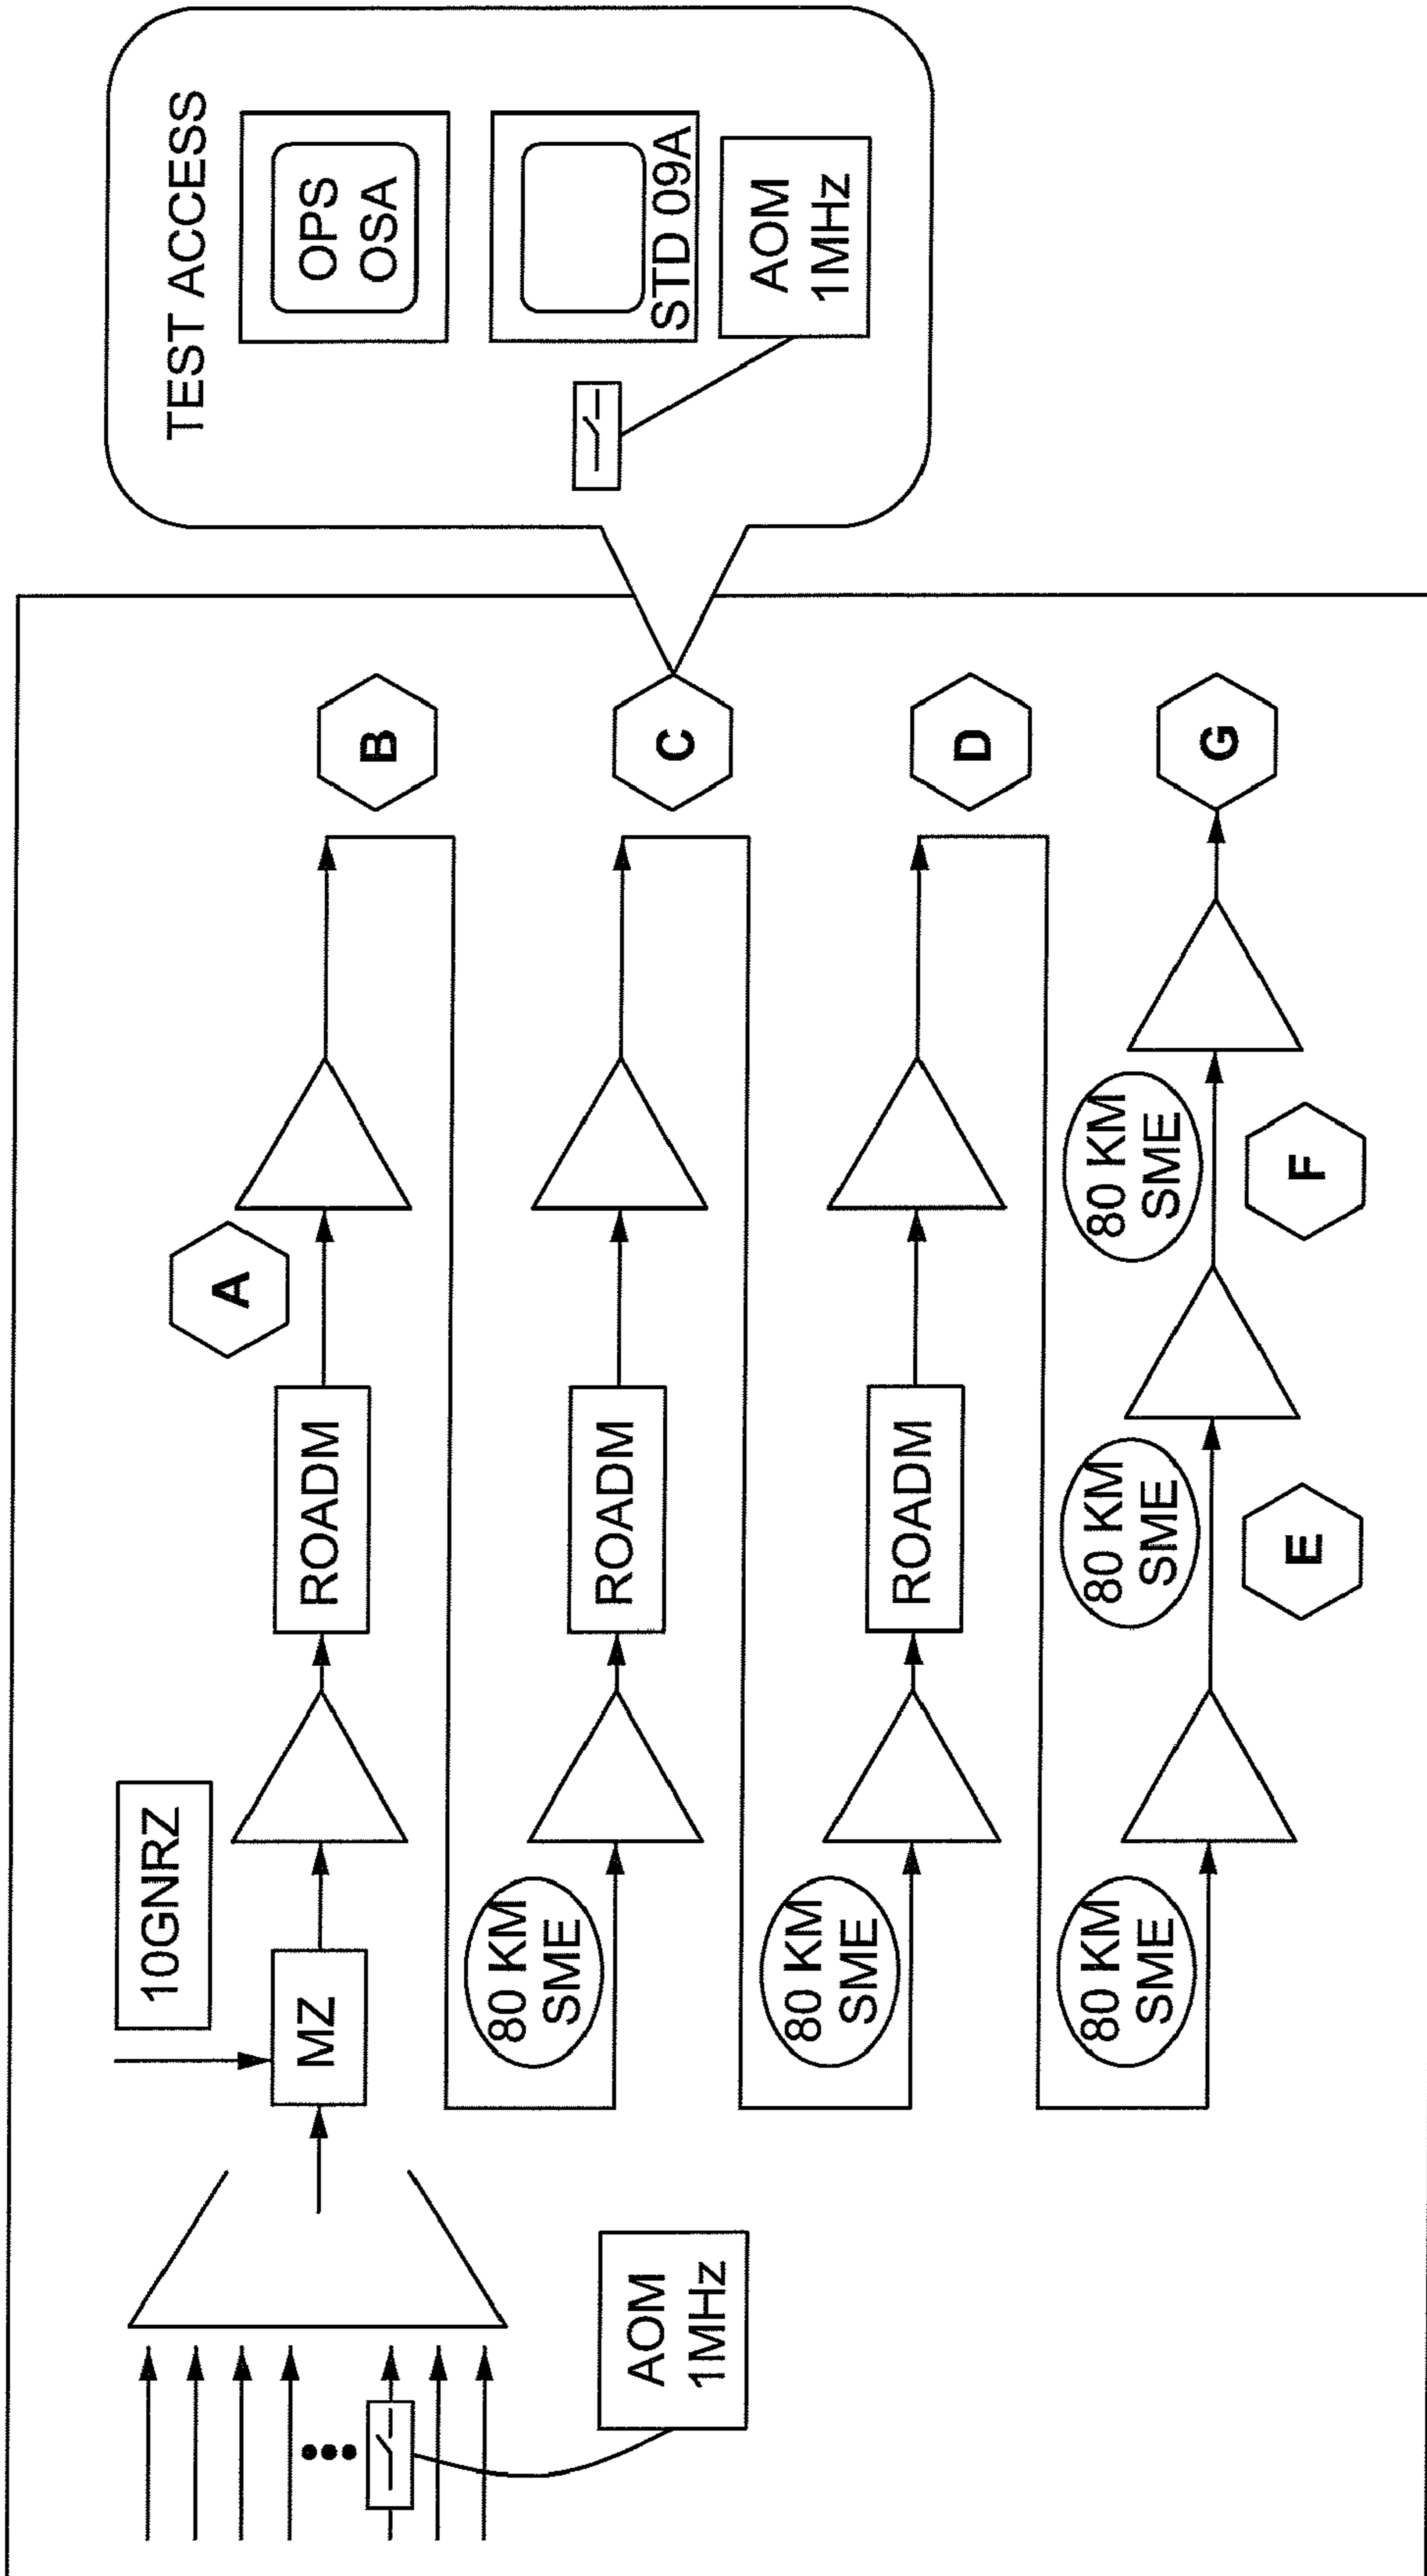 10GNRZ
TEST ACCESS
A
MZ
ROADM
B
OPS
OSA
AOM
1MHz
80 KM
SME
ROADM
C
STD 09A
AOM
1MHz
80 KM
SME
ROADM
D
80 KM
SME
80 KM
SME
80 KM
SME
G
E
F